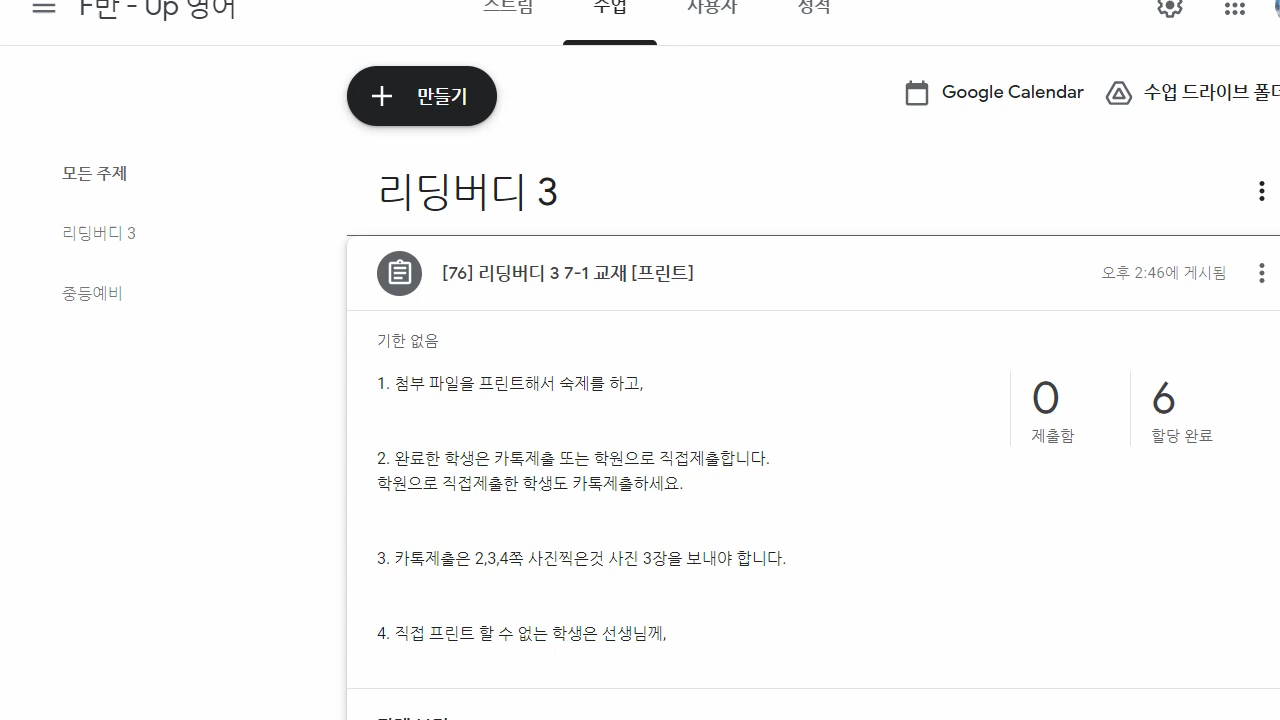 F반 - Up 영어
스트림 수업 사용자 성적
만들기
Google Calendar 수업 드라이브 폴더
모든 주제
리딩버디 3
중등예비
리딩버디 3
[76] 리딩버디 3 7-1 교재 [프린트]
오후 2:46에 게시됨
기한 없음
1. 첨부 파일을 프린트해서 숙제를 하고,
2. 완료한 학생은 카톡제출 또는 학원으로 직접제출합니다.
학원으로 직접제출한 학생도 카톡제출하세요.
3. 카톡제출은 2,3,4쪽 사진찍은것 사진 3장을 보내야 합니다.
4. 직접 프린트 할 수 없는 학생은 선생님께,
0
제출함
6
할당 완료